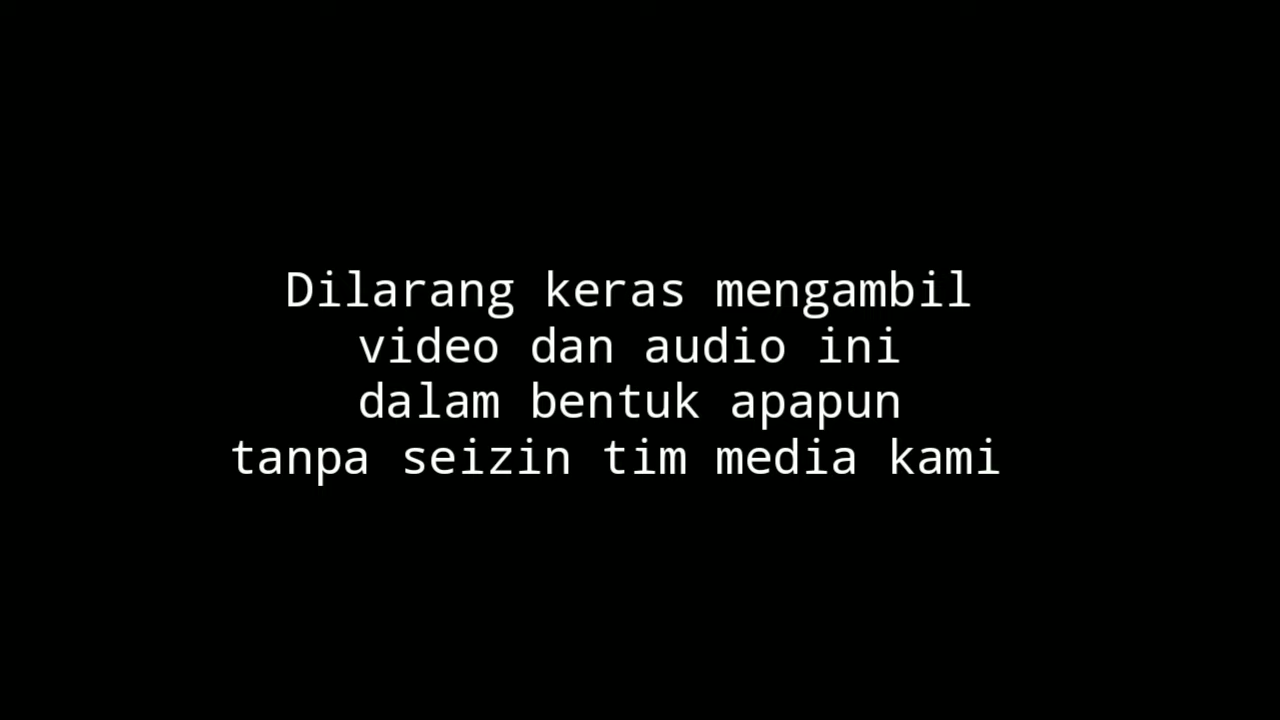 Dilarang keras mengambil
video dan audio ini
dalam bentuk apapun
tanpa seizin tim media kami